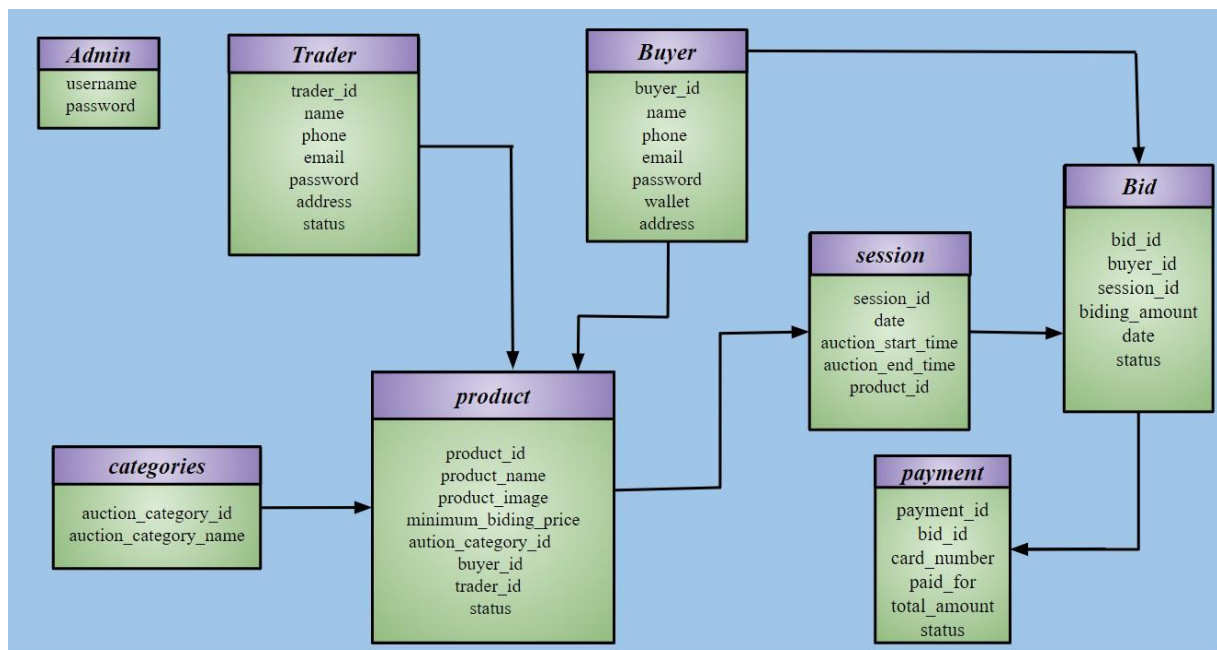 Admin
username
password
Trader
trader_id
name
phone
email
password
address
status
Buyer
buyer_id
name
phone
email
password
wallet
address
Bid
bid_id
buyer_id
session_id
biding_amount
date
status
session
session_id
date
auction_start_time
auction_end_time
product_id
categories
auction_category_id
auction_category_name
product
product_id
product_name
product_image
minimum_biding_price
aution_category_id
buyer_id
trader_id
status
payment
payment_id
bid_id
card_number
paid_for
total_amount
status